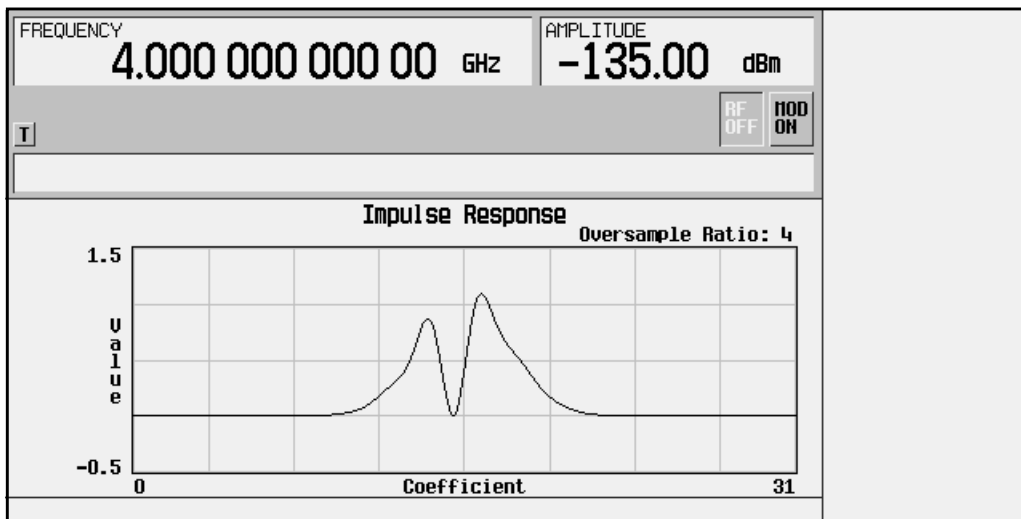 FREQUENCY
4.000 000 000 00 GHz
AMPLITUDE
-135.00 dBm
RF
OFF
MOD
ON
T
Impulse Response
Oversample Ratio: 4
1.5
Value
-0.5
0
Coefficient
31